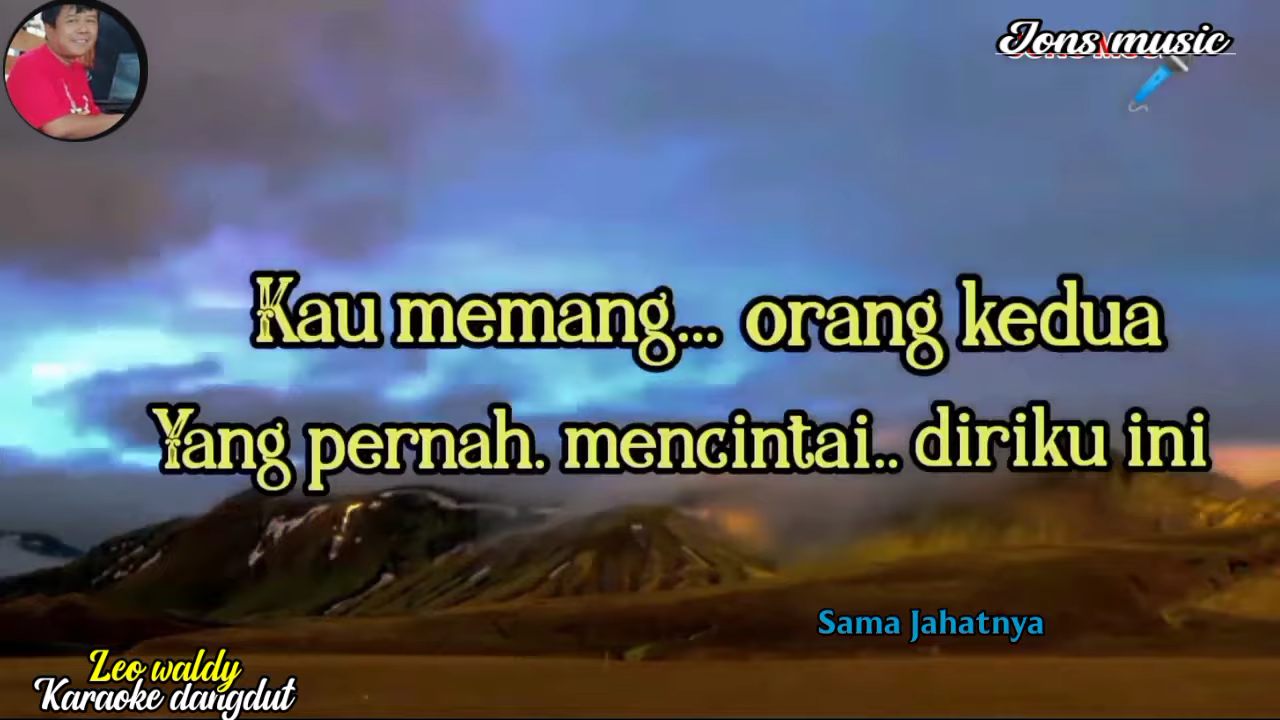 Jons music
Kau memang... orang kedua
Yang pernah. mencintai.. diriku ini
Sama Jahatnya
Leo waldy
Karaoke dangdut